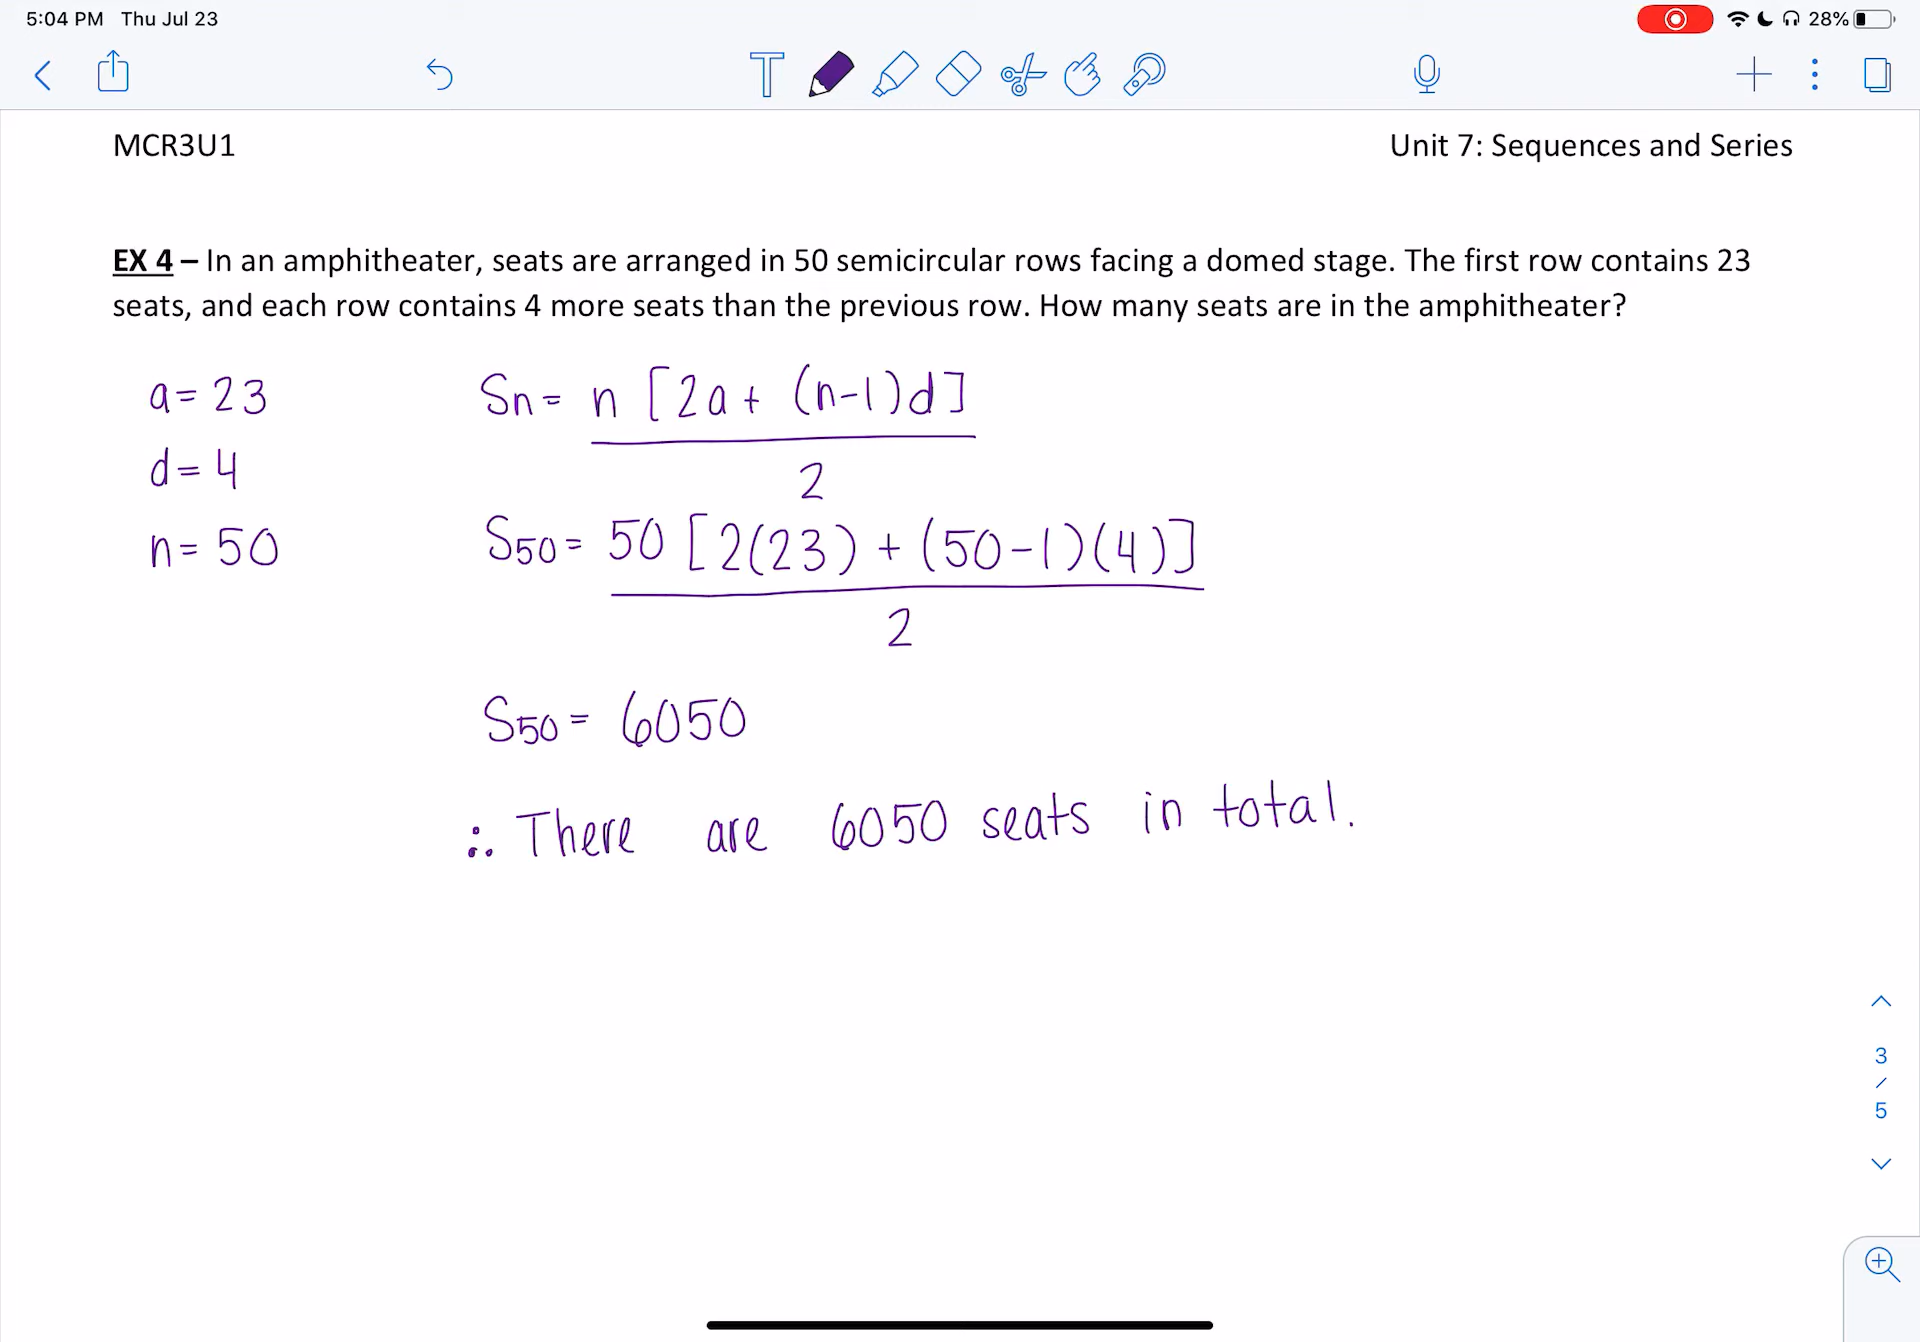 5:04 PM Thu Jul 23 28%
T
MCR3U1 Unit 7: Sequences and Series
EX 4 – In an amphitheater, seats are arranged in 50 semicircular rows facing a domed stage. The first row contains 23
seats, and each row contains 4 more seats than the previous row. How many seats are in the amphitheater?
a = 23
d = 4
n = 50
Sn = n [2a + (n-1)d]
2
S50 = 50 [2(23) + (50-1)(4)]
2
S50 = 6050
∴ There are 6050 seats in total.
3
/
5